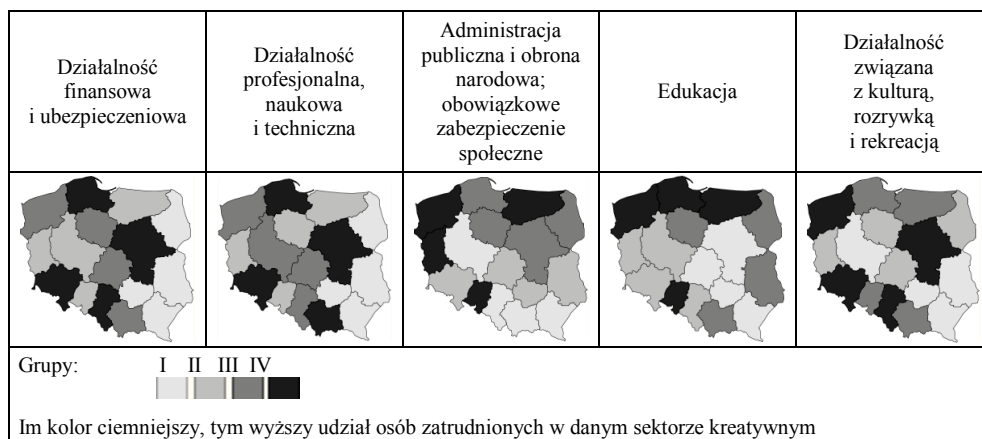 Działalność
finansowa
i ubezpieczeniowa
Działalność
profesjonalna,
naukowa
i techniczna
Administracja
publiczna i obrona
narodowa;
obowiązkowe
zabezpieczenie
społeczne
Edukacja
Działalność
związana
z kulturą,
rozrywką
i rekreacją
Grupy: I II III IV
Im kolor ciemniejszy, tym wyższy udział osób zatrudnionych w danym sektorze kreatywnym